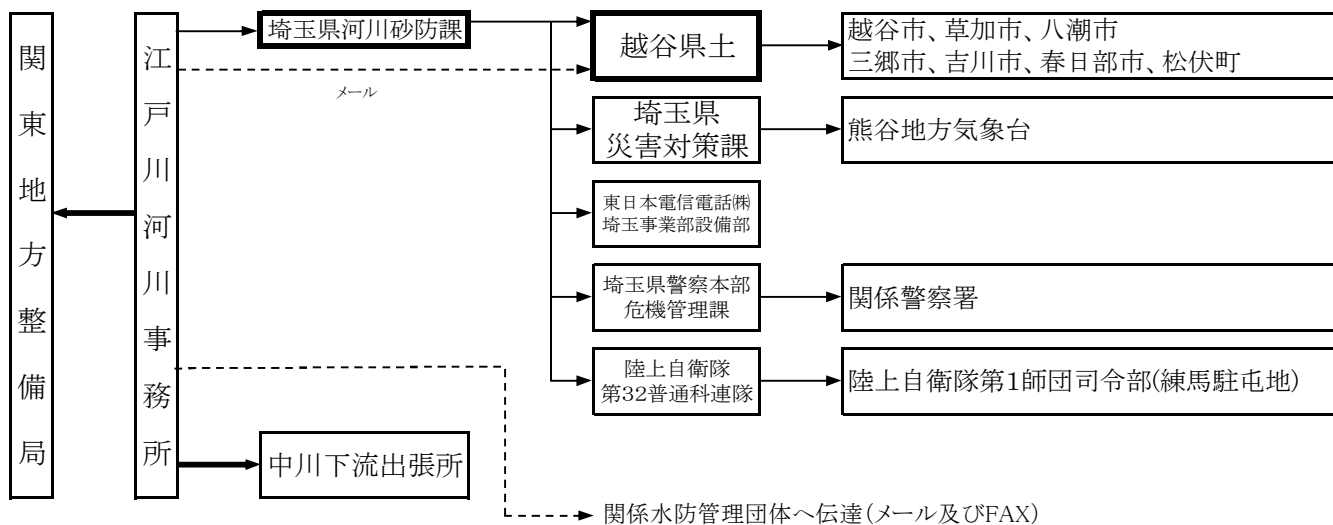 関東地方整備局
江戸川河川事務所
埼玉県河川砂防課
メール
中川下流出張所
越谷県土
越谷市、草加市、八潮市
三郷市、吉川市、春日部市、松伏町
埼玉県
災害対策課
熊谷地方気象台
東日本電信電話㈱
埼玉事業部設備部
埼玉県警察本部
危機管理課
関係警察署
陸上自衛隊
第32普通科連隊
陸上自衛隊第1師団司令部(練馬駐屯地)
関係水防管理団体へ伝達(メール及びFAX)